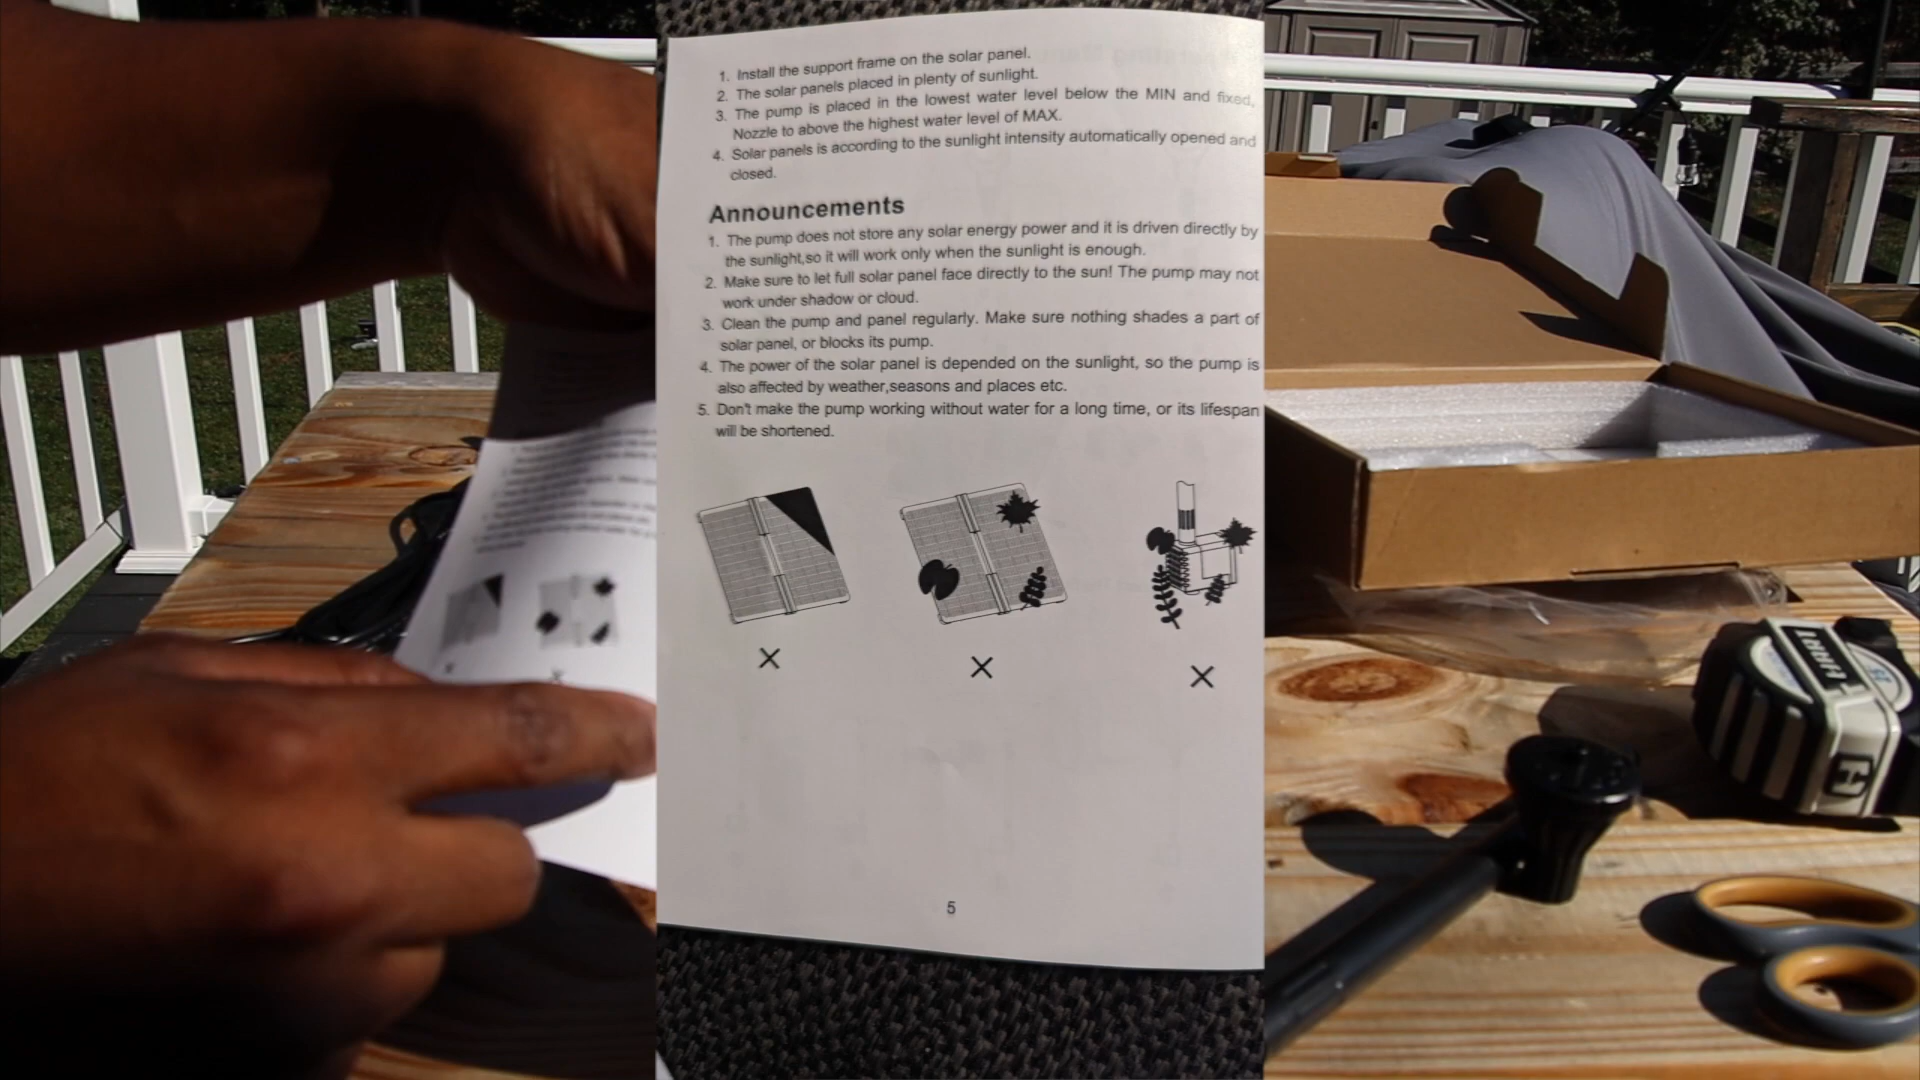 1. Install the support frame on the solar panel.
2. The solar panels placed in plenty of sunlight.
3. The pump is placed in the lowest water level below the MIN and fixed,
Nozzle to above the highest water level of MAX.
4. Solar panels is according to the sunlight intensity automatically opened and
closed.
Announcements
1. The pump does not store any solar energy power and it is driven directly by
the sunlight,so it will work only when the sunlight is enough.
2. Make sure to let full solar panel face directly to the sun! The pump may not
work under shadow or cloud.
3. Clean the pump and panel regularly. Make sure nothing shades a part of
solar panel, or blocks its pump.
4. The power of the solar panel is depended on the sunlight, so the pump is
also affected by weather,seasons and places etc.
5. Don't make the pump working without water for a long time, or its lifespan
will be shortened.
5
HART
H